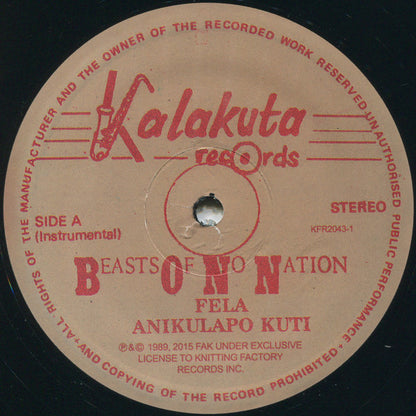 ALL RIGHTS OF THE MANUFACTURER AND THE OWNER OF THE RECORDED WORK RESERVED UNAUTHORISED PUBLIC PERFORMANCE AND COPYING OF THE RECORD PROHIBITED
Kalakuta
records
SIDE A
(Instrumental)
STEREO
KFR2043-1
BEASTS OF NO NATION
FELA
ANIKULAPO KUTI
℗&© 1989, 2015 FAK UNDER EXCLUSIVE
LICENSE TO KNITTING FACTORY
RECORDS INC.